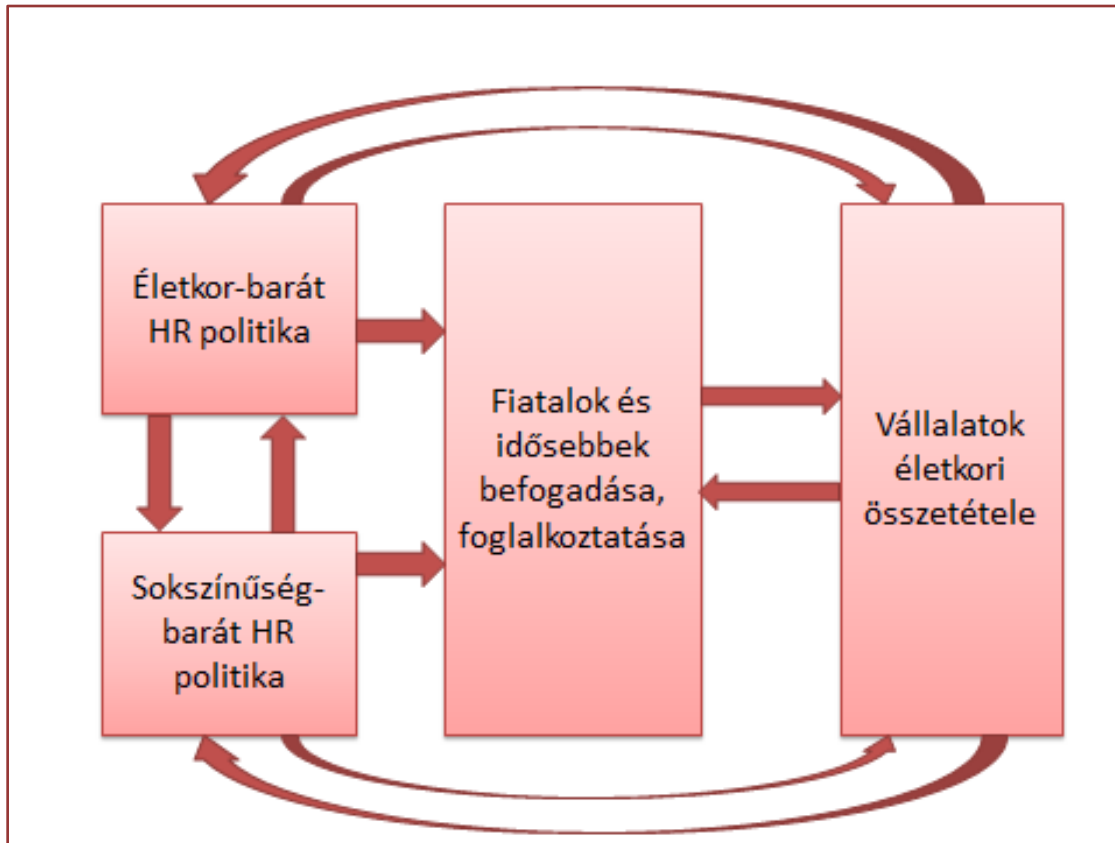 Életkor-barát
HR politika
Sokszínűség-
barát HR
politika
Fiatalok és
idősebbek
befogadása,
foglalkoztatása
Vállalatok
életkori
összetétele